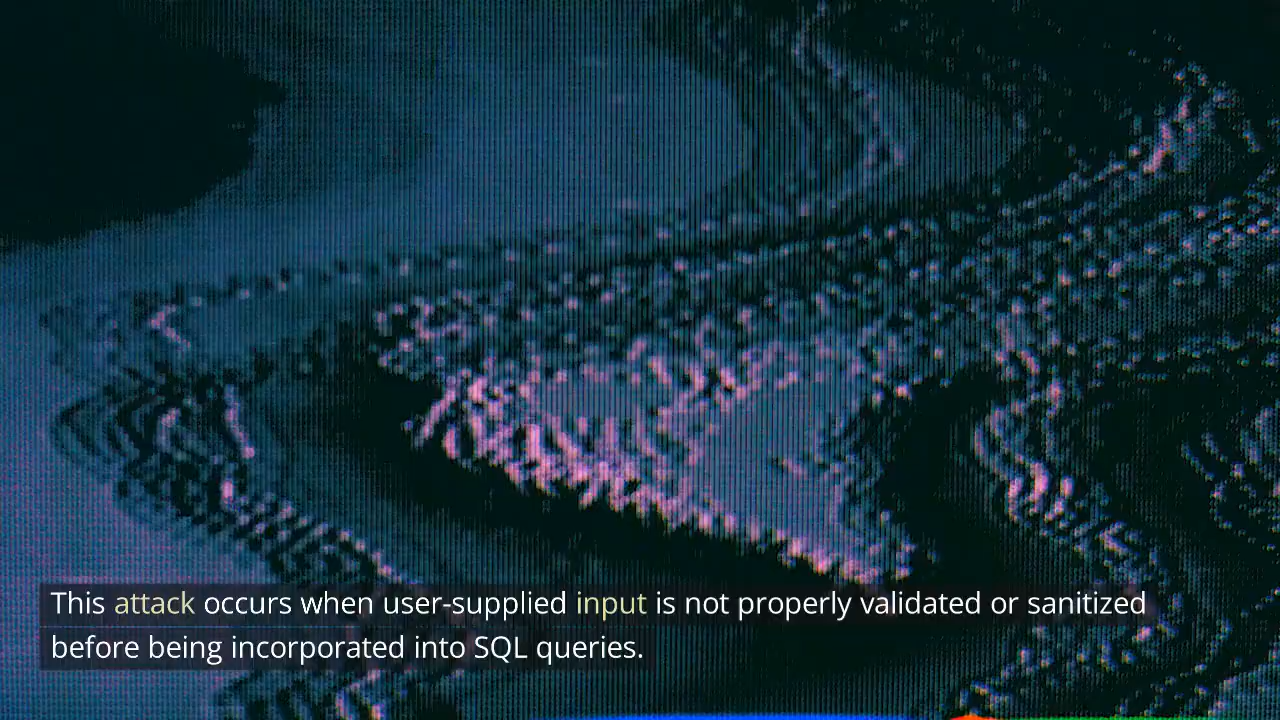 This attack occurs when user-supplied input is not properly validated or sanitized
before being incorporated into SQL queries.